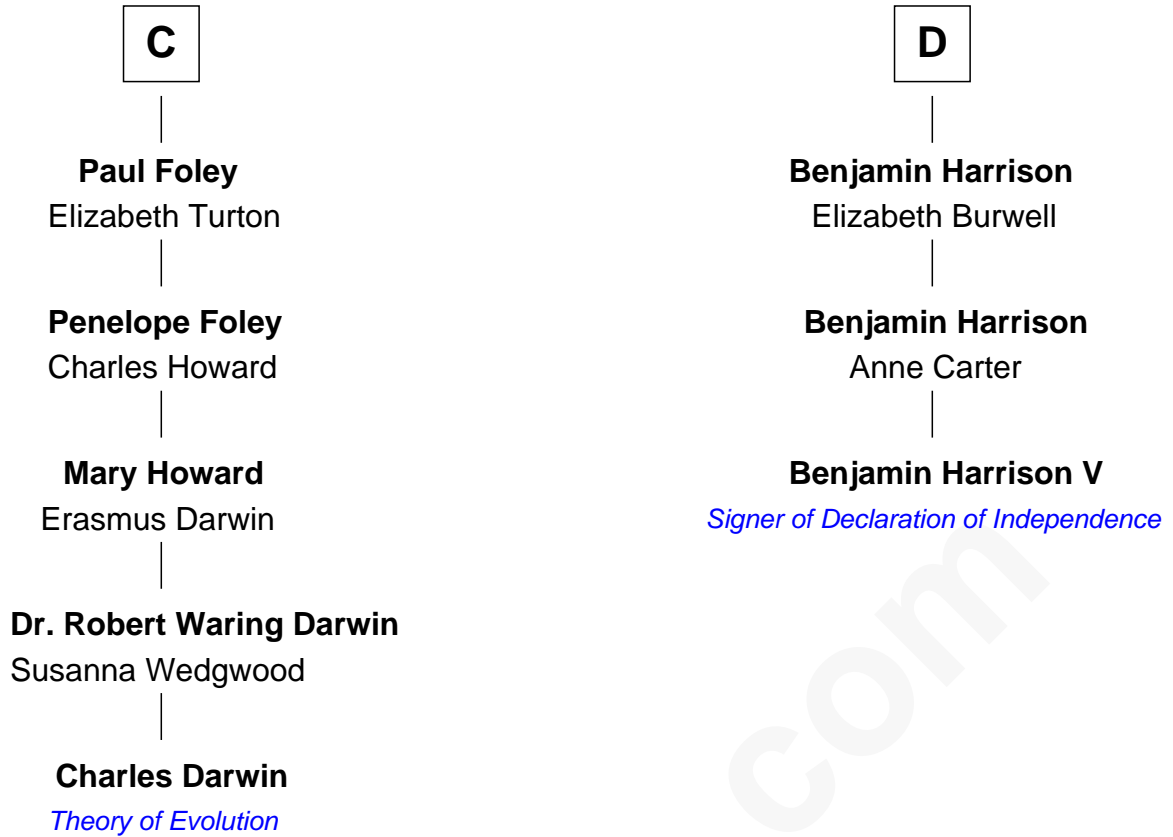 C
Paul Foley
Elizabeth Turton
Penelope Foley
Charles Howard
Mary Howard
Erasmus Darwin
Dr. Robert Waring Darwin
Susanna Wedgwood
Charles Darwin
Theory of Evolution
D
Benjamin Harrison
Elizabeth Burwell
Benjamin Harrison
Anne Carter
Benjamin Harrison V
Signer of Declaration of Independence
com